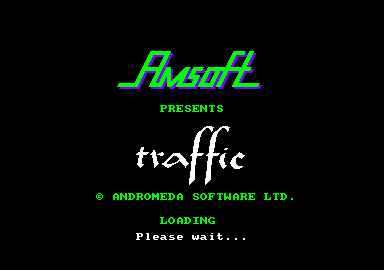 Amsoft
PRESENTS
traffic
© ANDROMEDA SOFTWARE LTD.
LOADING
Please wait...